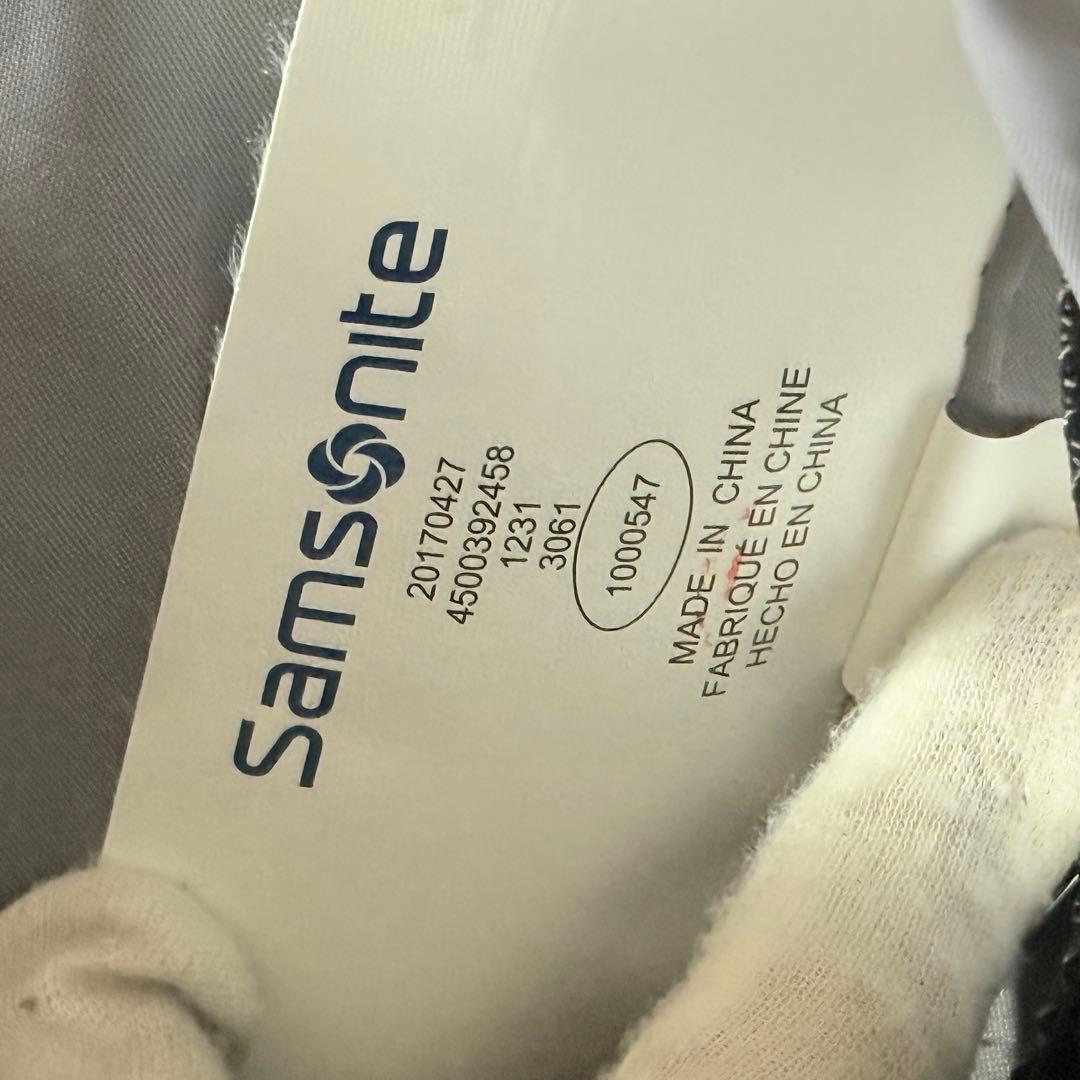 Samsonite
20170427
4500392458
1231
3061
1000547
MADE IN CHINA
FABRIQUÉ EN CHINE
HECHO EN CHINA